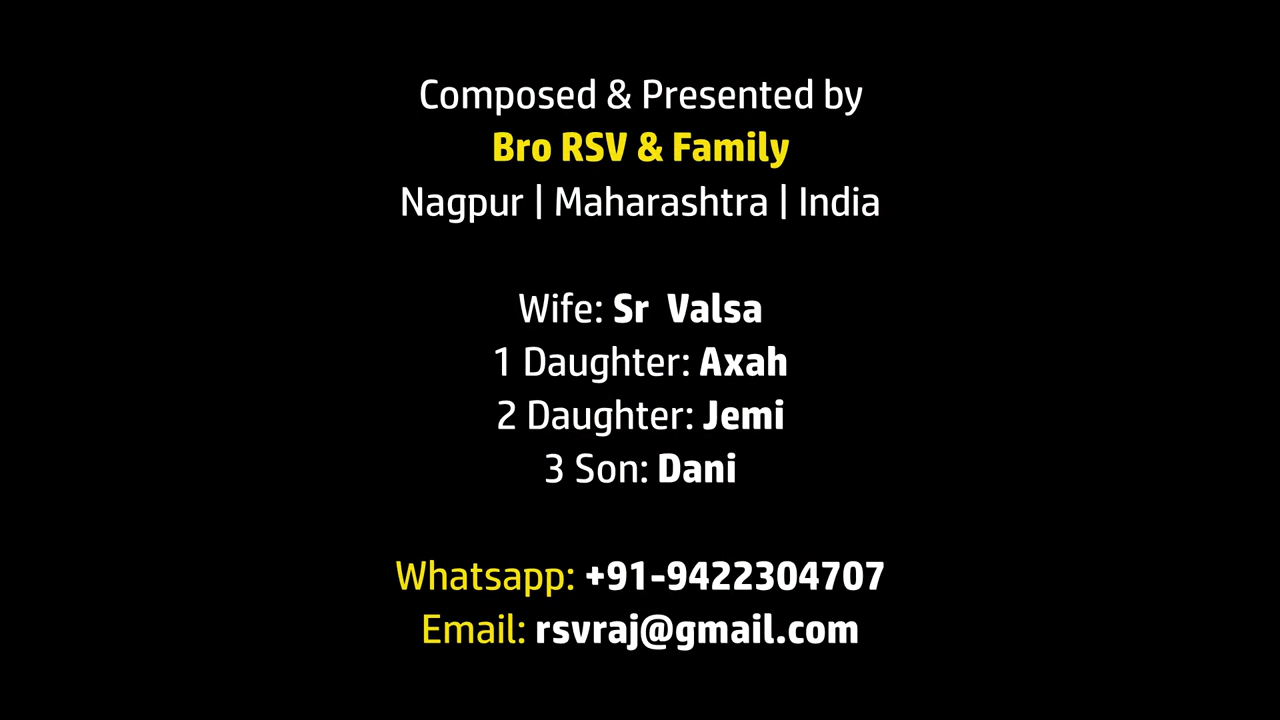 Composed & Presented by
Bro RSV & Family
Nagpur | Maharashtra | India
Wife: Sr  Valsa
1 Daughter: Axah
2 Daughter: Jemi
3 Son: Dani
Whatsapp: +91-9422304707
Email: rsvraj@gmail.com